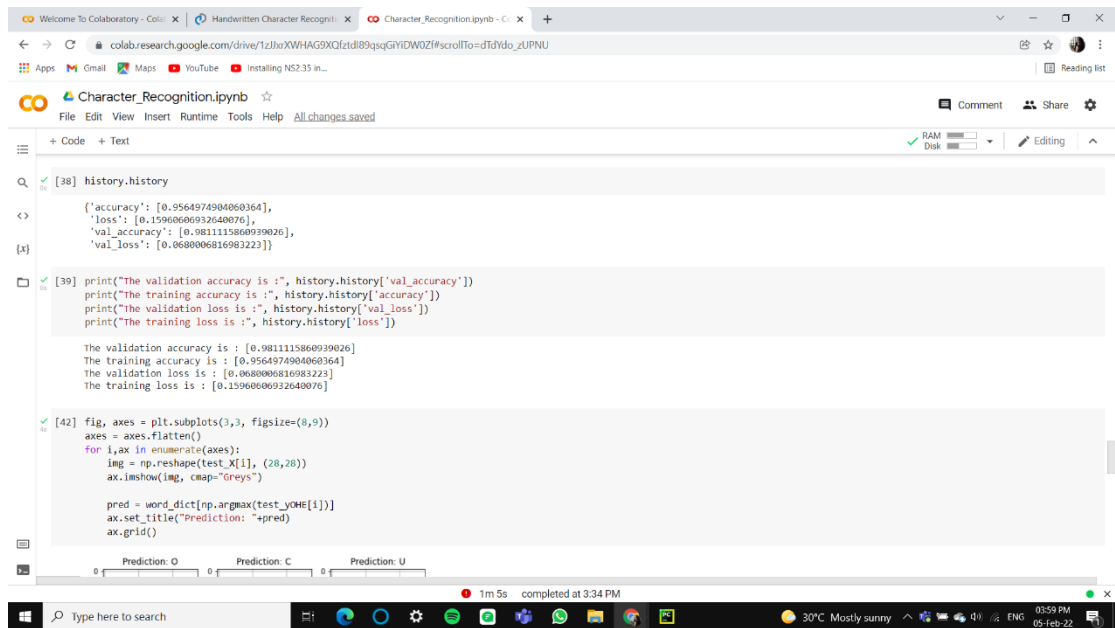 Welcome To Colaboratory - Cola
Handwritten Character Recogniti
Character_Recognition.ipynb - C
colab.research.google.com/drive/1zJJxrXWHAG9XQfztdl89qsqGiYiDW0Zf#scrollTo=dTdYdo_zUPNU
Apps Gmail Maps YouTube Installing NS2.35 in... Reading list
CO Character_Recognition.ipynb
Comment Share
File Edit View Insert Runtime Tools Help All changes saved
+ Code + Text RAM Disk Editing
[38] history.history
0s
{'accuracy': [0.9564974904060364],
'loss': [0.15960606932640076],
'val_accuracy': [0.9811115860939026],
'val_loss': [0.0680006816983223]}
{x}
[39] print("The validation accuracy is :", history.history['val_accuracy'])
0s
print("The training accuracy is :", history.history['accuracy'])
print("The validation loss is :", history.history['val_loss'])
print("The training loss is :", history.history['loss'])
The validation accuracy is : [0.9811115860939026]
The training accuracy is : [0.9564974904060364]
The validation loss is : [0.0680006816983223]
The training loss is : [0.15960606932640076]
[42] fig, axes = plt.subplots(3,3, figsize=(8,9))
4s
axes = axes.flatten()
for i,ax in enumerate(axes):
img = np.reshape(test_X[i], (28,28))
ax.imshow(img, cmap="Greys")
pred = word_dict[np.argmax(test_yOHE[i])]
ax.set_title("Prediction: "+pred)
ax.grid()
Prediction: O Prediction: C Prediction: U
0 0 0
1m 5s completed at 3:34 PM
Type here to search
30°C Mostly sunny ENG 03:59 PM
05-Feb-22